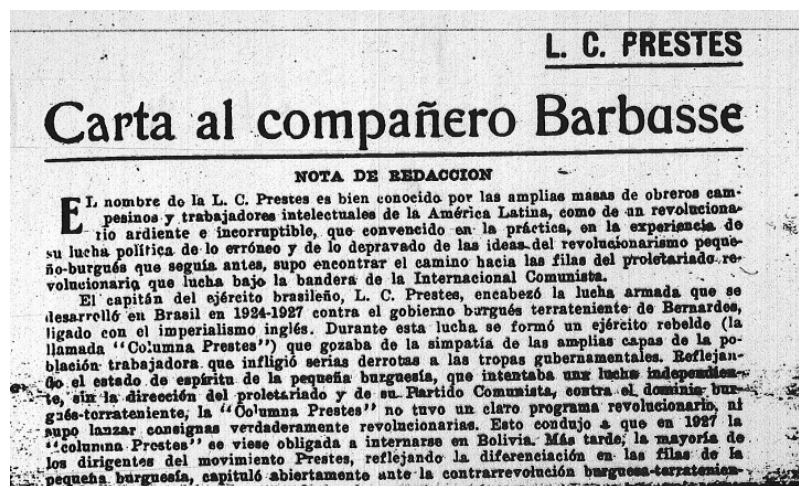 L. C. PRESTES
Carta al compañero Barbasse
NOTA DE REDACCION
EL nombre de la L. C. Prestes es bien conocido por las amplias masas de obreros cam-
pesinos y trabajadores intelectuales de la América Latina, como de un revoluciona-
rio ardiente e incorruptible, que convencido en la práctica, en la experiencia de
su lucha política de lo erróneo y de lo depravado de las ideas del revolucionarismo peque-
ño-burgués que seguía antes, supo encontrar el camino hacia las filas del proletariado re-
volucionario que lucha bajo la bandera de la Internacional Comunista.
El capitán del ejército brasileño, L. C. Prestes, encabezó la lucha armada que se
desarrolló en Brasil en 1924-1927 contra el gobierno burgués terrateniente de Bernardes,
ligado con el imperialismo inglés. Durante esta lucha se formó un ejército rebelde (la
llamada "Columna Prestes") que gozaba de la simpatía de las amplias capas de la po-
blación trabajadora que infligió serias derrotas a las tropas gubernamentales. Reflejan-
do el estado de espíritu de la pequeña burguesía, que intentaba una lucha independien-
te, sin la dirección del proletariado y de su Partido Comunista, contra el dominio bur-
gués-torrateniente, la "Columna Prestes" no tuvo un claro programa revolucionario, ni
supo lanzar consignas verdaderamente revolucionarias. Esto condujo a que en 1927 la
"columna Prestes" se viese obligada a internarse en Bolivia. Más tarde, la mayoría de
los dirigentes del movimiento Prestes, reflejando la diferenciación en las filas de la
pequeña burguesía, capituló abiertamente ante la contrarrevolución burguesa-terratenien-